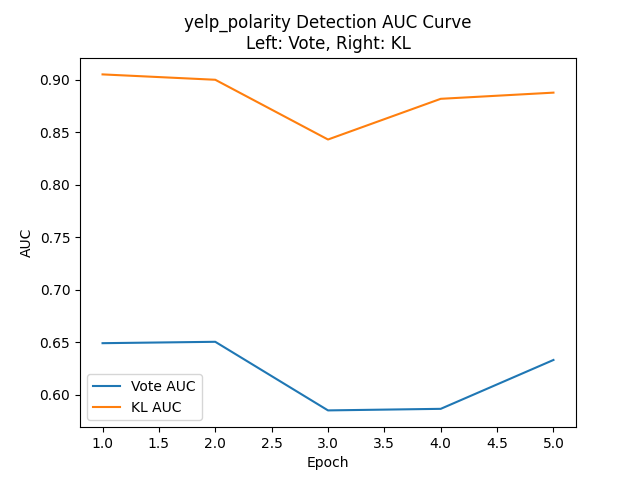 yelp_polarity Detection AUC Curve
Left: Vote, Right: KL
0.90
0.85
0.80
0.75
0.70
0.65
0.60
AUC
Vote AUC
KL AUC
1.0 1.5 2.0 2.5 3.0 3.5 4.0 4.5 5.0
Epoch